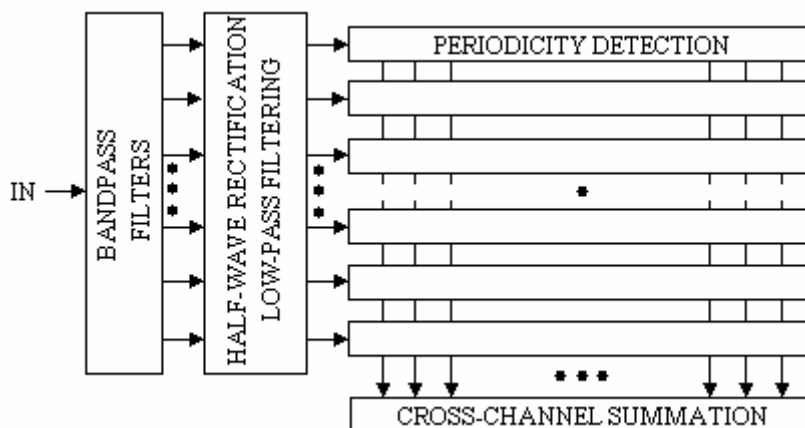 IN
BANDPASS
FILTERS
HALF-WAVE RECTIFICATION
LOW-PASS FILTERING
PERIODICITY DETECTION
CROSS-CHANNEL SUMMATION